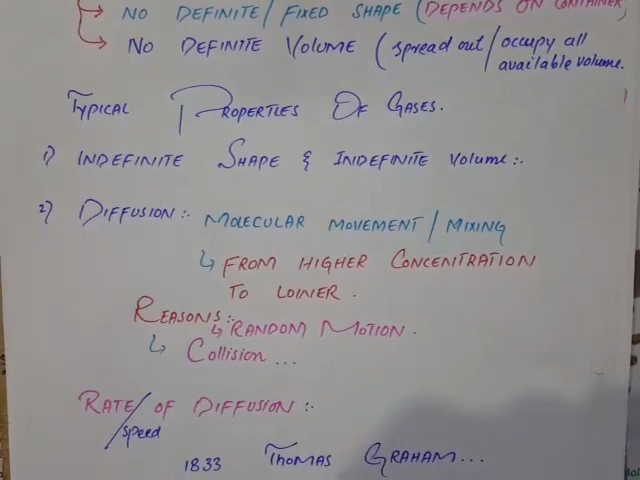 NO DEFINITE / FIXED SHAPE (DEPENDS ON CONTAINER)
NO DEFINITE VOLUME (spread out / occupy all available volume.
TYPICAL PROPERTIES OF GASES.
1) INDEFINITE SHAPE & INDEFINITE Volume:.
2) DIFFUSION:. MOLECULAR MOVEMENT / MIXING
↳ FROM HIGHER CONCENTRATION
TO LOWER.
REASONS:.
↳ RANDOM MOTION.
↳ Collision ...
RATE / OF DIFFUSION :.
speed
1833 THOMAS GRAHAM...